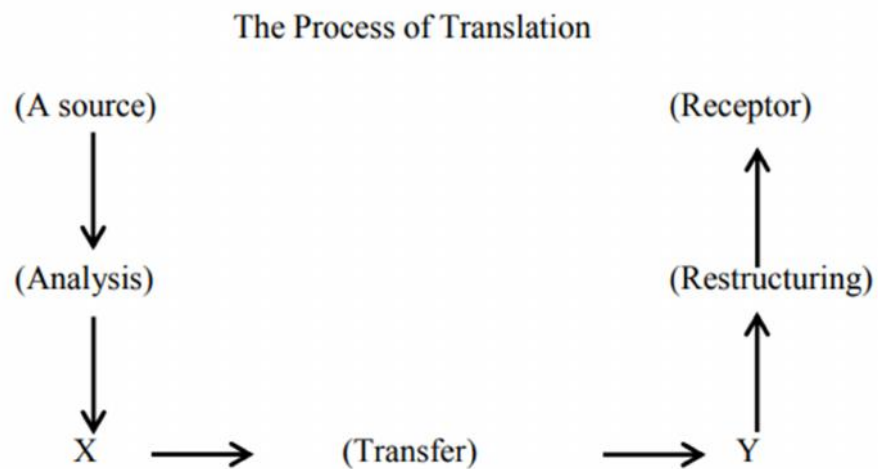 The Process of Translation
(A source) (Receptor)
(Analysis) (Restructuring)
X (Transfer) Y